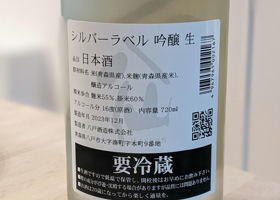 シルバーラベル 吟醸 生
品目 日本酒
原材料名 米(青森県産)、米麹(青森県産米)、
醸造アルコール
精米歩合 麹米55%、掛米60%
アルコール分 16度(原酒) 内容量 720ml
製造年月 2023年12月
製造者 八戸酒造株式会社
青森県八戸市大字湊町字本町9番地
要冷蔵